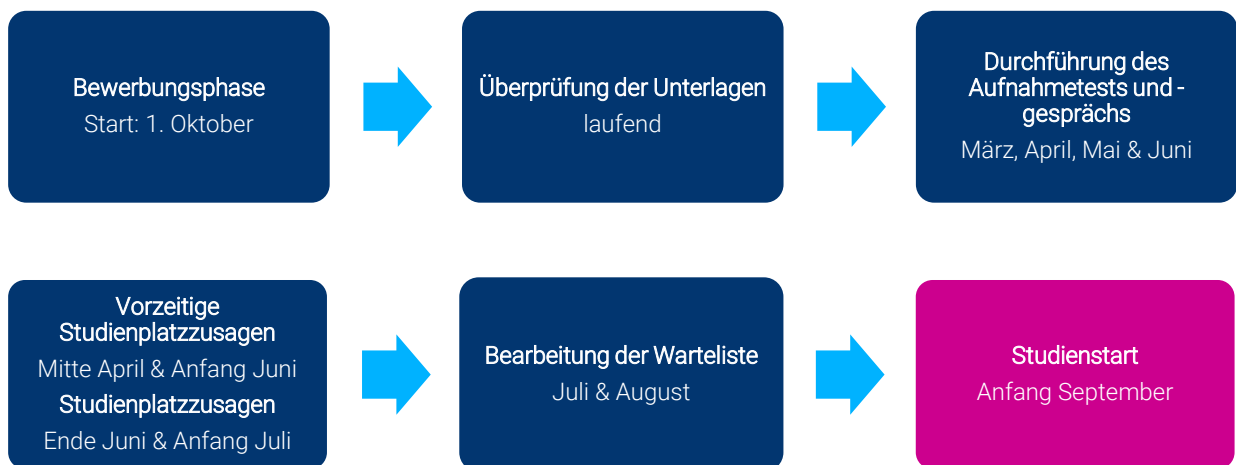 Bewerbungsphase
Start: 1. Oktober
Überprüfung der Unterlagen
laufend
Durchführung des
Aufnahmetests und -
gesprächs
März, April, Mai & Juni
Vorzeitige
Studienplatzzusagen
Mitte April & Anfang Juni
Studienplatzzusagen
Ende Juni & Anfang Juli
Bearbeitung der Warteliste
Juli & August
Studienstart
Anfang September